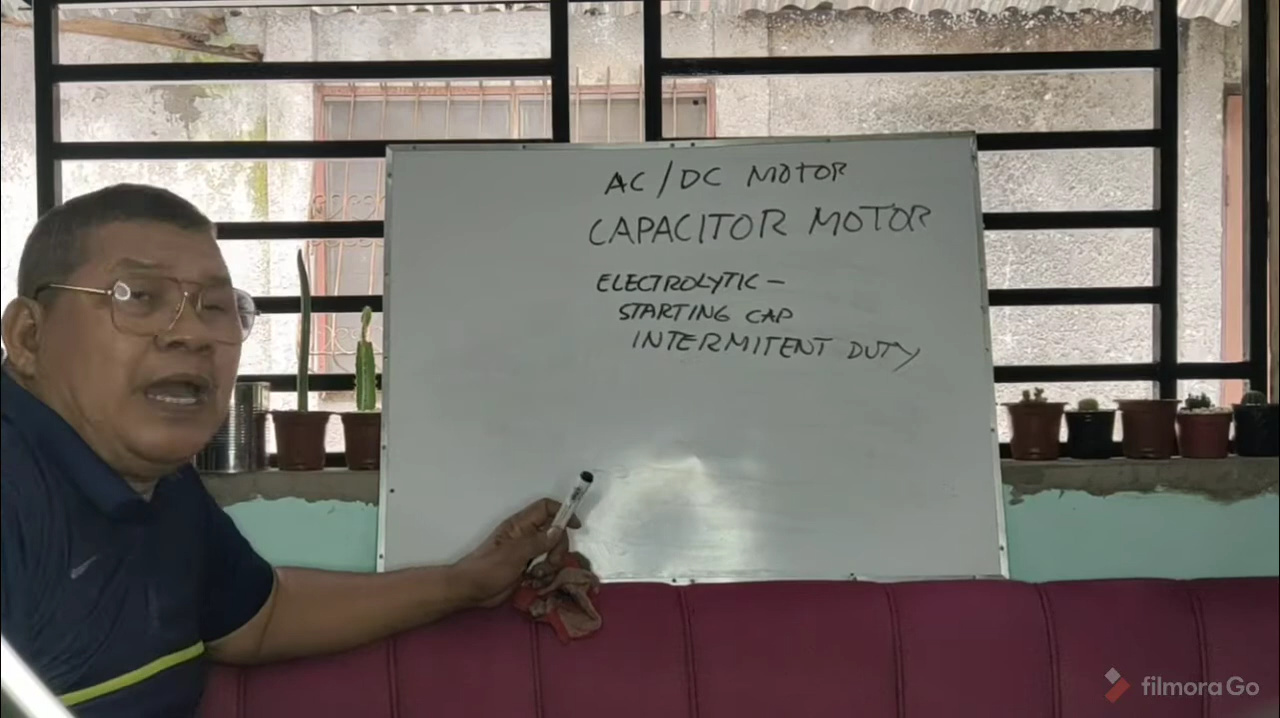 AC/DC MOTOR
CAPACITOR MOTOR
ELECTROLYTIC –
STARTING CAP
INTERMITENT DUTY
filmoraGo